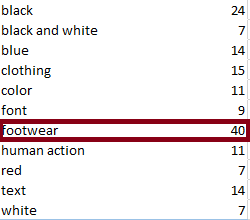 black 24
black and white 7
blue 14
clothing 15
color 11
font 9
footwear 40
human action 11
red 7
text 14
white 7